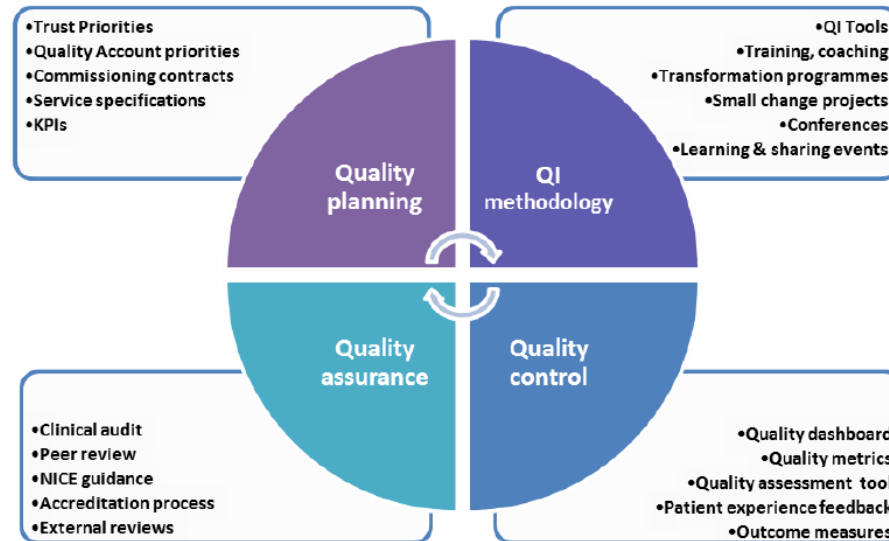 •Trust Priorities
•Quality Account priorities
•Commissioning contracts
•Service specifications
•KPIs
•QI Tools
•Training, coaching
•Transformation programmes
•Small change projects
•Conferences
•Learning & sharing events
Quality
planning
QI
methodology
Quality
assurance
Quality
control
•Clinical audit
•Peer review
•NICE guidance
•Accreditation process
•External reviews
•Quality dashboard
•Quality metrics
•Quality assessment tool
•Patient experience feedback
•Outcome measures